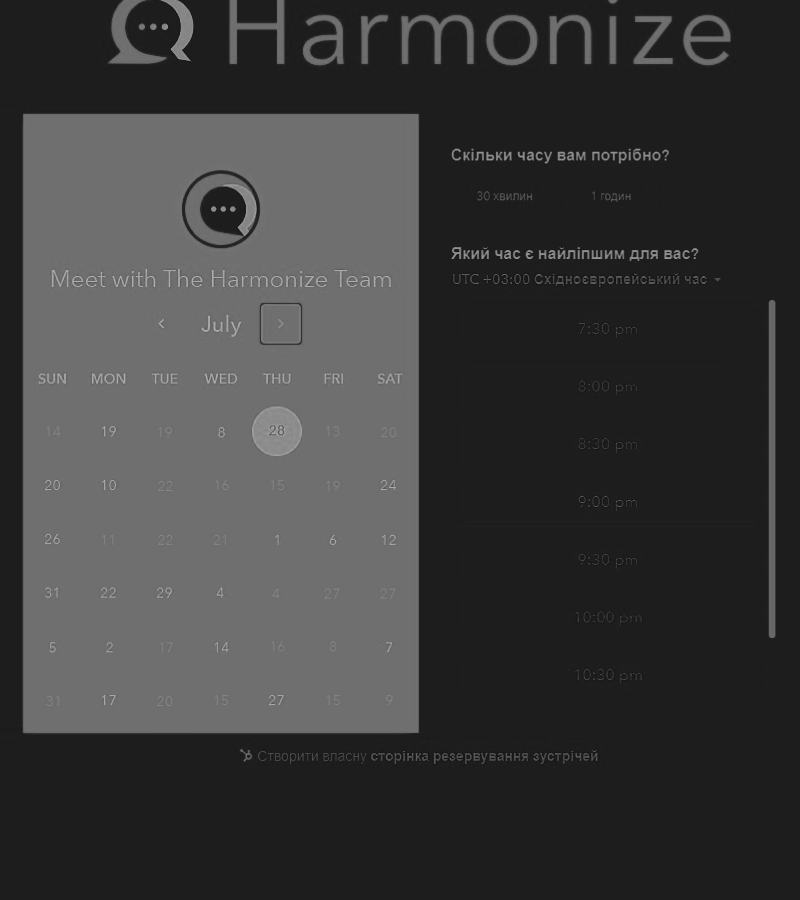 Harmonize
Meet with The Harmonize Team
July
SUN MON TUE WED THU FRI SAT
14 19 19 8 28 13 20
20 10 22 16 15 19 24
26 11 22 21 1 6 12
31 22 29 4 4 27 27
5 2 17 14 16 8 7
31 17 20 15 27 15 9
Скільки часу вам потрібно?
30 хвилин 1 годин
Який час є найліпшим для вас?
UTC +03:00 Східноєвропейський час
7:30 pm
8:00 pm
8:30 pm
9:00 pm
9:30 pm
10:00 pm
10:30 pm
Створити власну сторінка резервування зустрічей